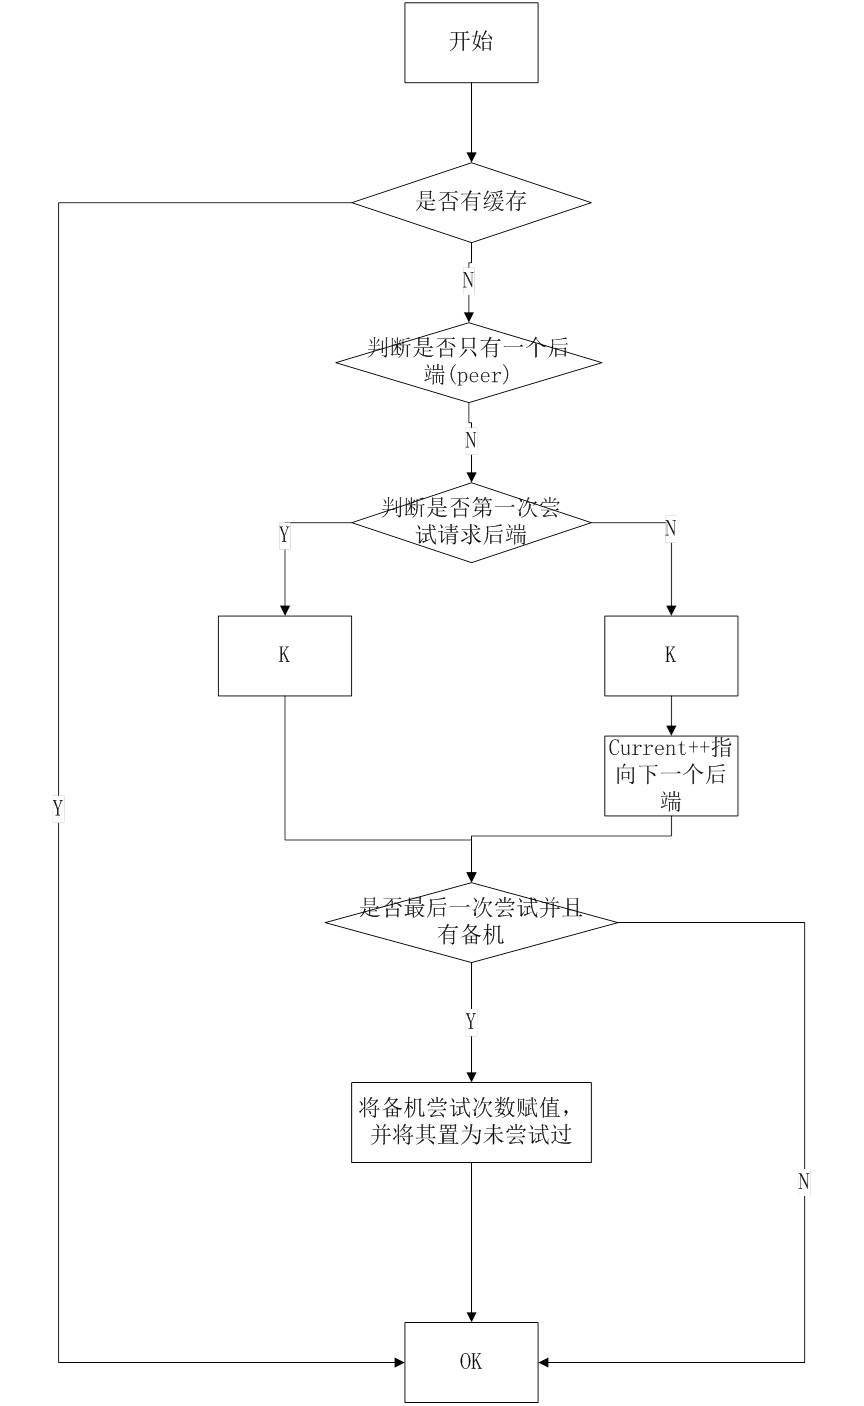 开始
是否有缓存
N
判断是否只有一个后
端(peer)
N
判断是否第一次尝
试请求后端
Y
N
K
K
Current++指
向下一个后
端
Y
是否最后一次尝试并且
有备机
Y
将备机尝试次数赋值，
并将其置为未尝试过
N
OK